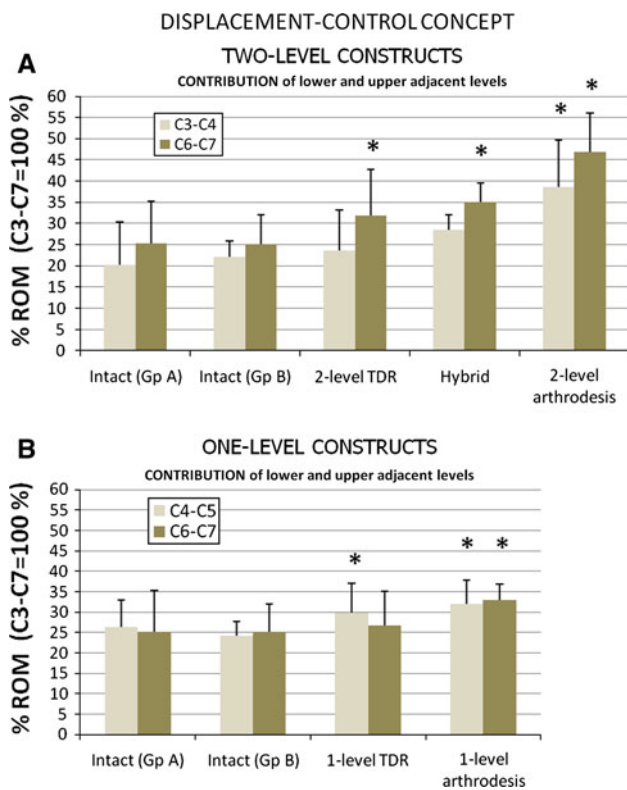 DISPLACEMENT-CONTROL CONCEPT
A
TWO-LEVEL CONSTRUCTS
CONTRIBUTION of lower and upper adjacent levels
% ROM (C3-C7=100 %)
60
55
50
45
40
35
30
25
20
15
10
5
0
C3-C4
C6-C7
*
*
*
*
Intact (Gp A)
Intact (Gp B)
2-level TDR
Hybrid
2-level
arthrodesis
B
ONE-LEVEL CONSTRUCTS
CONTRIBUTION of lower and upper adjacent levels
% ROM (C3-C7=100 %)
60
55
50
45
40
35
30
25
20
15
10
5
0
C4-C5
C6-C7
*
*
*
Intact (Gp A)
Intact (Gp B)
1-level TDR
1-level
arthrodesis